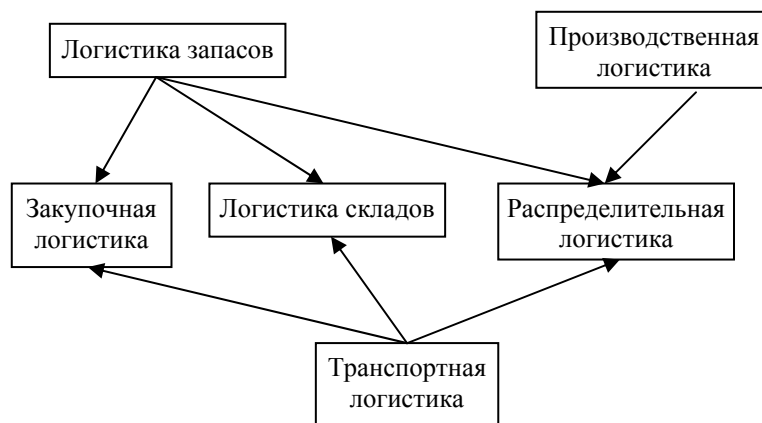 Логистика запасов
Производственная
логистика
Закупочная
логистика
Логистика складов
Распределительная
логистика
Транспортная
логистика